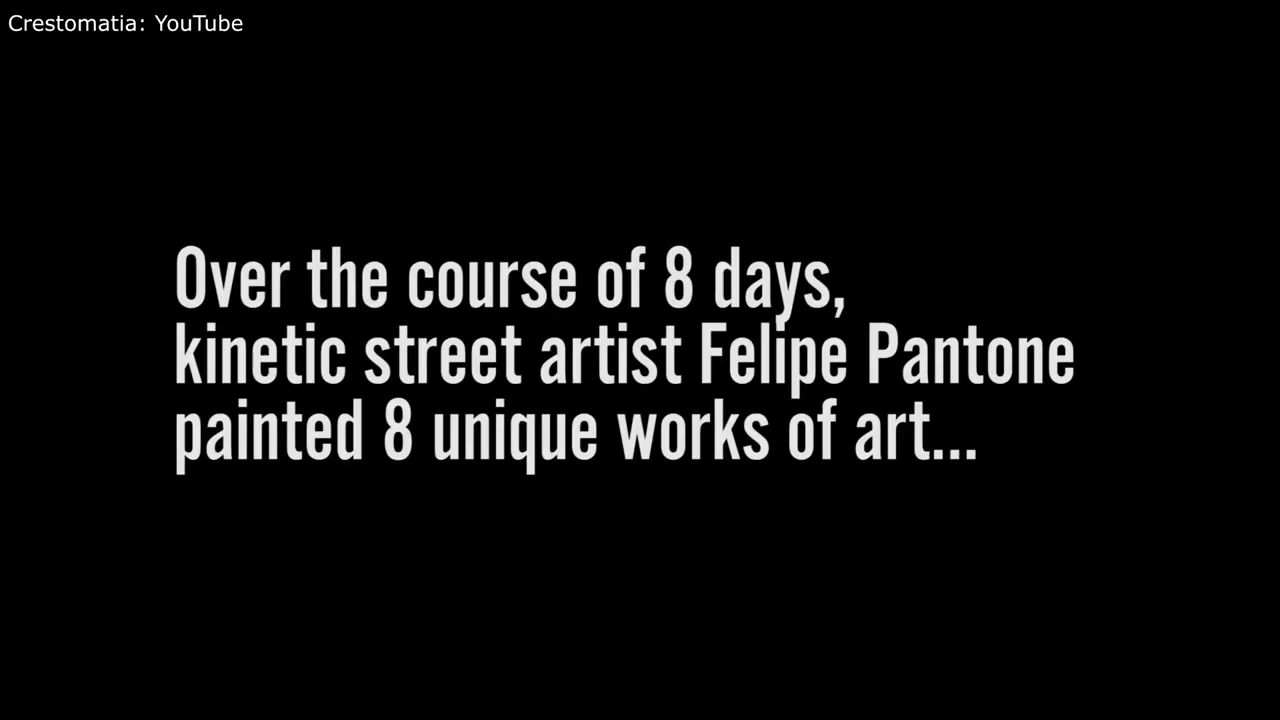 Crestomatia: YouTube
Over the course of 8 days,
kinetic street artist Felipe Pantone
painted 8 unique works of art...